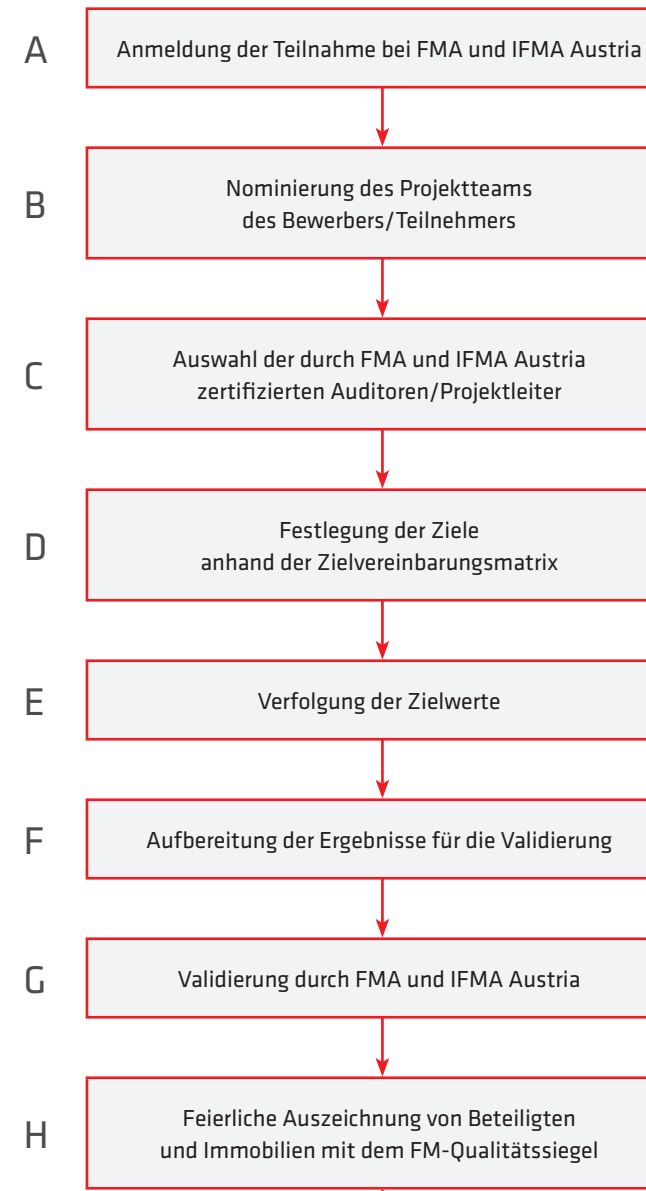 A
Anmeldung der Teilnahme bei FMA und IFMA Austria
B
Nominierung des Projektteams
des Bewerbers/Teilnehmers
C
Auswahl der durch FMA und IFMA Austria
zertifizierten Auditoren/Projektleiter
D
Festlegung der Ziele
anhand der Zielvereinbarungsmatrix
E
Verfolgung der Zielwerte
F
Aufbereitung der Ergebnisse für die Validierung
G
Validierung durch FMA und IFMA Austria
H
Feierliche Auszeichnung von Beteiligten
und Immobilien mit dem FM-Qualitätssiegel